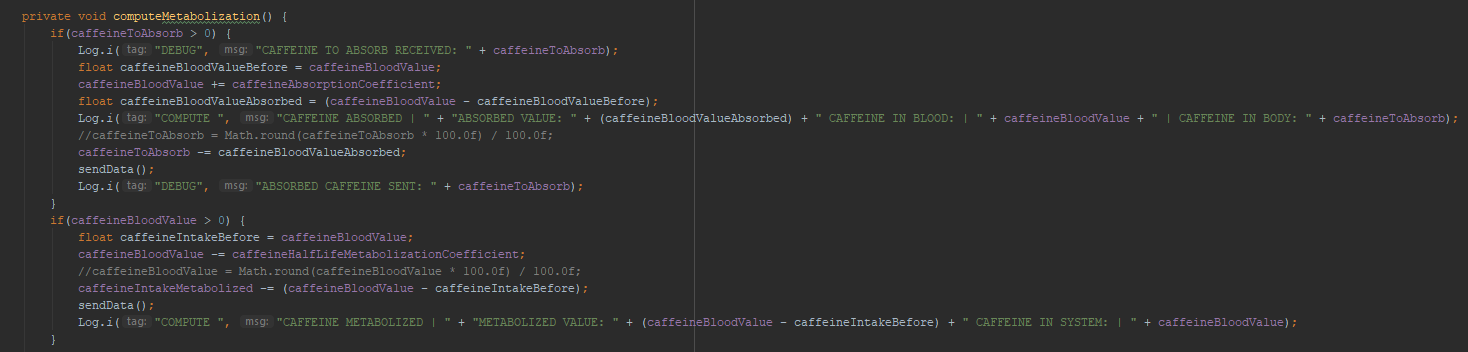 private void computeMetabolization() {
if(caffeineToAbsorb > 0) {
Log.i( tag: "DEBUG", msg: "CAFFEINE TO ABSORB RECEIVED: " + caffeineToAbsorb);
float caffeineBloodValueBefore = caffeineBloodValue;
caffeineBloodValue += caffeineAbsorptionCoefficient;
float caffeineBloodValueAbsorbed = (caffeineBloodValue - caffeineBloodValueBefore);
Log.i( tag: "COMPUTE ", msg: "CAFFEINE ABSORBED | " + "ABSORBED VALUE: " + (caffeineBloodValueAbsorbed) + " CAFFEINE IN BLOOD: | " + caffeineBloodValue + " | CAFFEINE IN BODY: " + caffeineToAbsorb);
//caffeineToAbsorb = Math.round(caffeineToAbsorb * 100.0f) / 100.0f;
caffeineToAbsorb -= caffeineBloodValueAbsorbed;
sendData();
Log.i( tag: "DEBUG", msg: "ABSORBED CAFFEINE SENT: " + caffeineToAbsorb);
}
if(caffeineBloodValue > 0) {
float caffeineIntakeBefore = caffeineBloodValue;
caffeineBloodValue -= caffeineHalfLifeMetabolizationCoefficient;
//caffeineBloodValue = Math.round(caffeineBloodValue * 100.0f) / 100.0f;
caffeineIntakeMetabolized -= (caffeineBloodValue - caffeineIntakeBefore);
sendData();
Log.i( tag: "COMPUTE ", msg: "CAFFEINE METABOLIZED | " + "METABOLIZED VALUE: " + (caffeineBloodValue - caffeineIntakeBefore) + " CAFFEINE IN SYSTEM: | " + caffeineBloodValue);
}